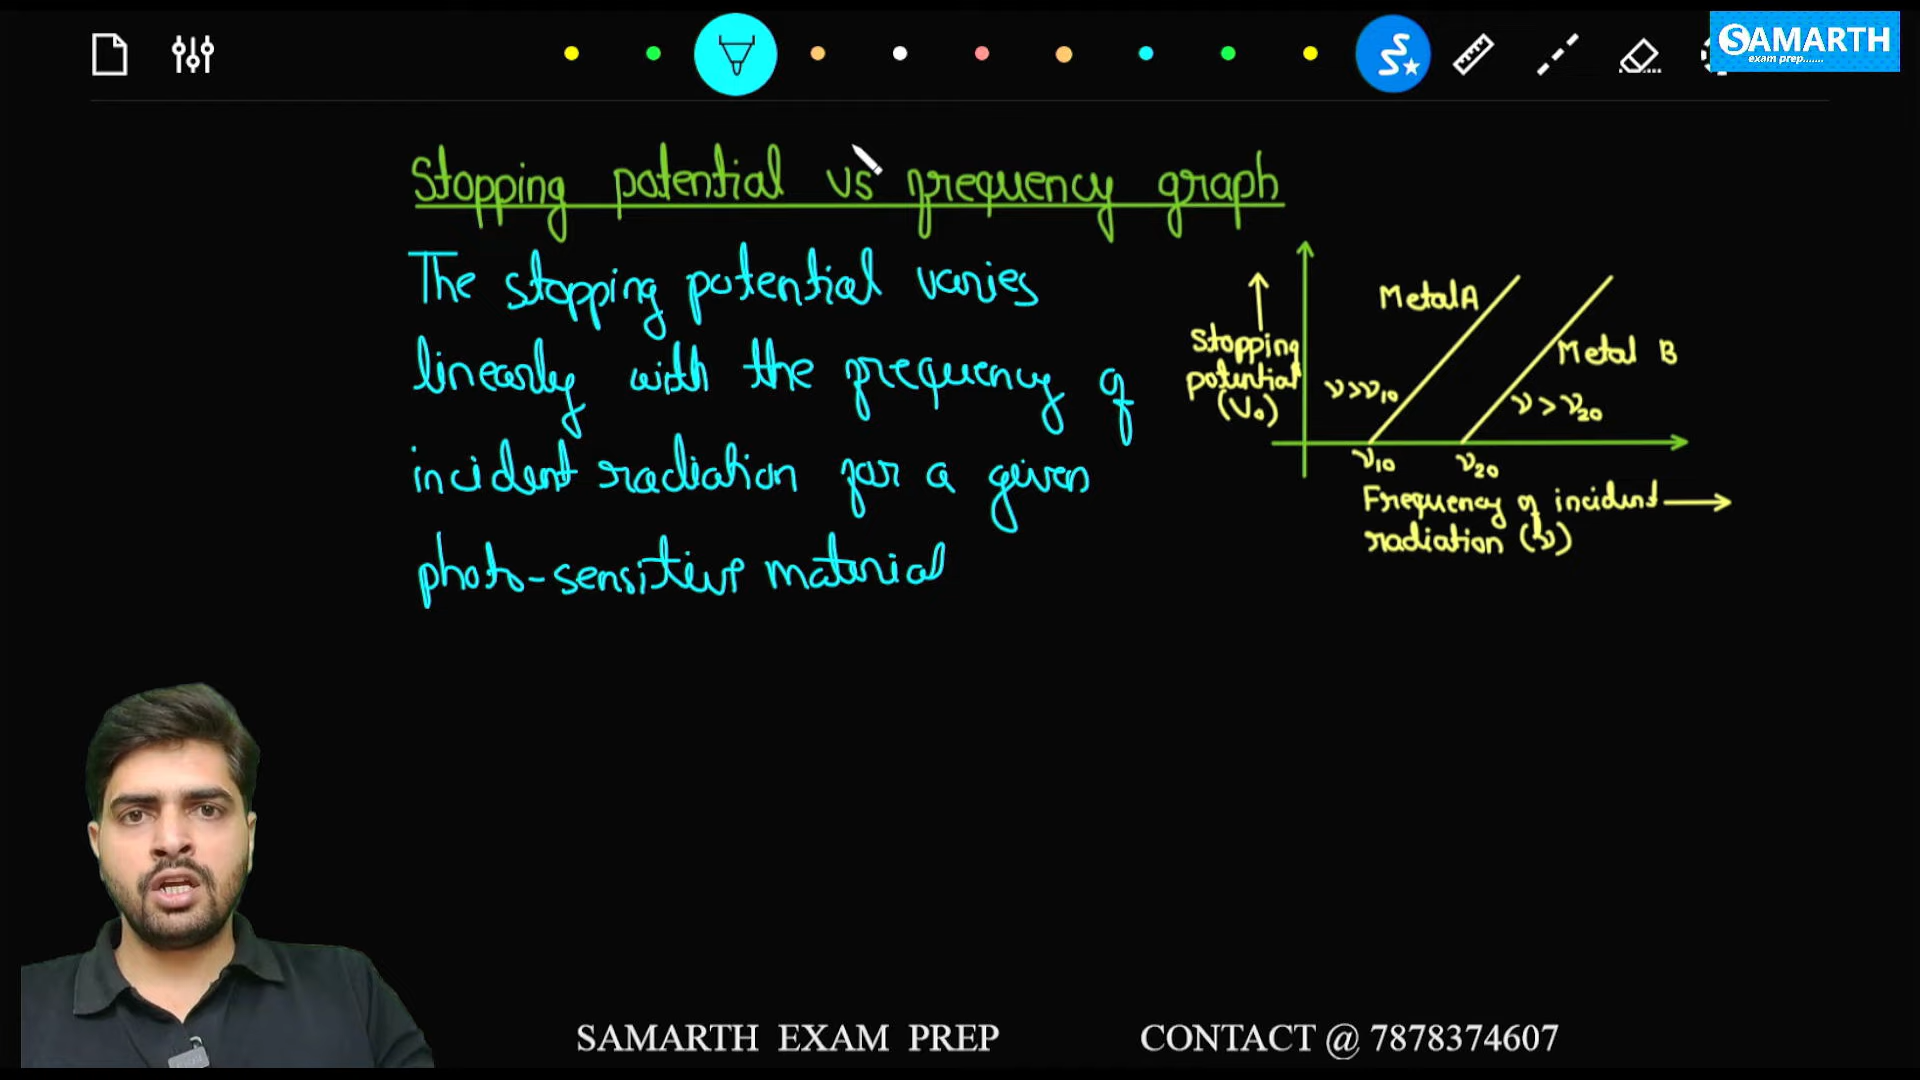 SAMARTH
exam prep.......
Stopping potential vs frequency graph
The stopping potential varies
linearly with the frequency of
incident radiation for a given
photo-sensitive material
Stopping
potential
(V₀)
Metal A
Metal B
ν>ν₁₀
ν>ν₂₀
ν₁₀
ν₂₀
Frequency of incident
radiation (ν)
SAMARTH EXAM PREP
CONTACT @ 7878374607